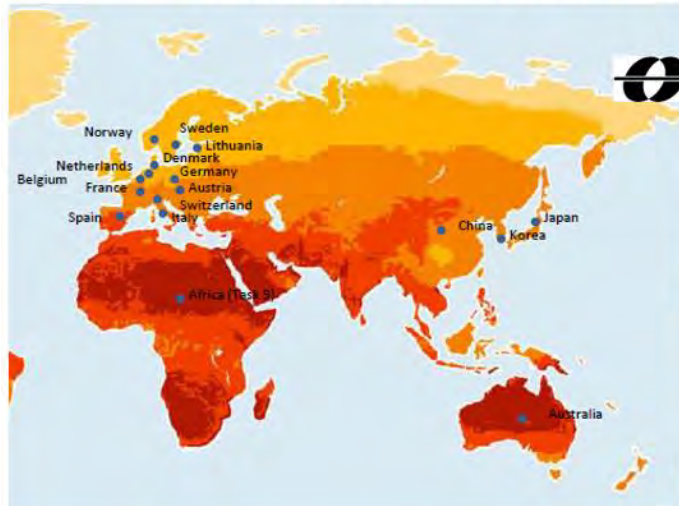 Norway
Sweden
Lithuania
Denmark
Netherlands
Germany
Belgium
France
Austria
Switzerland
Spain
Italy
China
Japan
Korea
Africa (Task 9)
Australia